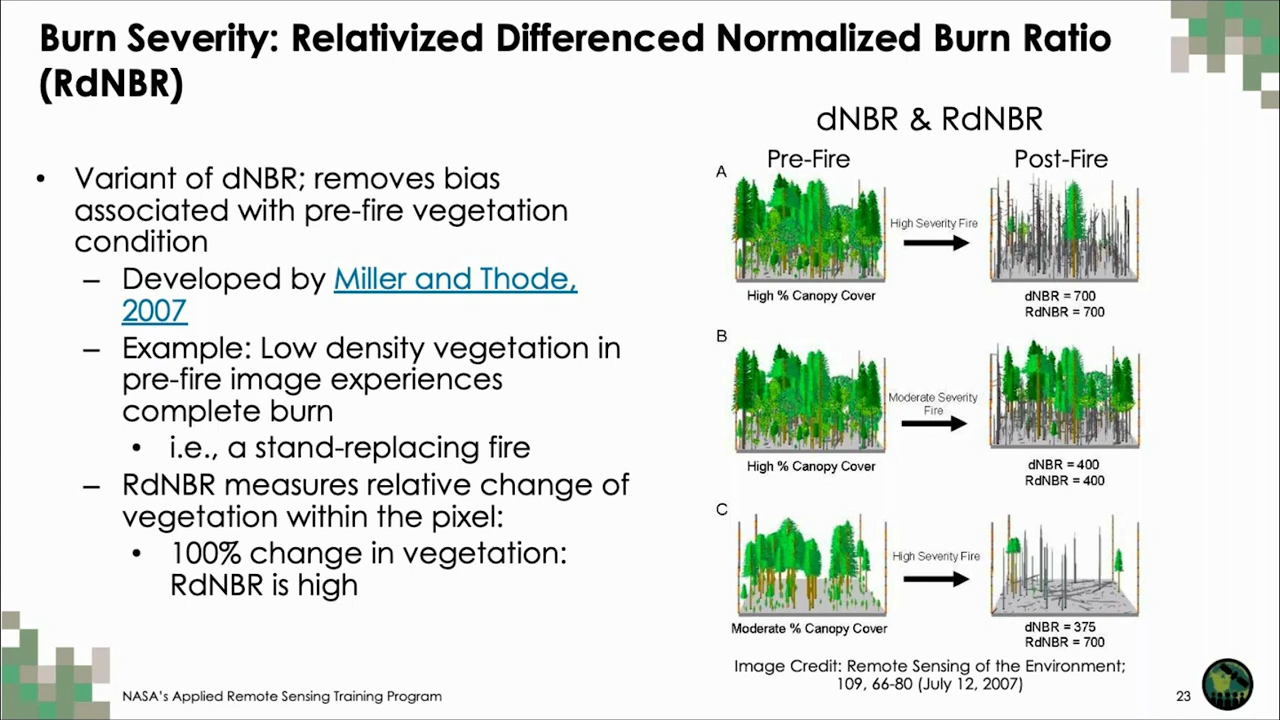 Burn Severity: Relativized Differenced Normalized Burn Ratio
(RdNBR)
• Variant of dNBR; removes bias
associated with pre-fire vegetation
condition
– Developed by Miller and Thode,
2007
– Example: Low density vegetation in
pre-fire image experiences
complete burn
• i.e., a stand-replacing fire
– RdNBR measures relative change of
vegetation within the pixel:
• 100% change in vegetation:
RdNBR is high
dNBR & RdNBR
Pre-Fire
Post-Fire
A
High Severity Fire
High % Canopy Cover
dNBR = 700
RdNBR = 700
B
Moderate Severity
Fire
High % Canopy Cover
dNBR = 400
RdNBR = 400
C
High Severity Fire
Moderate % Canopy Cover
dNBR = 375
RdNBR = 700
Image Credit: Remote Sensing of the Environment;
109, 66-80 (July 12, 2007)
NASA's Applied Remote Sensing Training Program
23